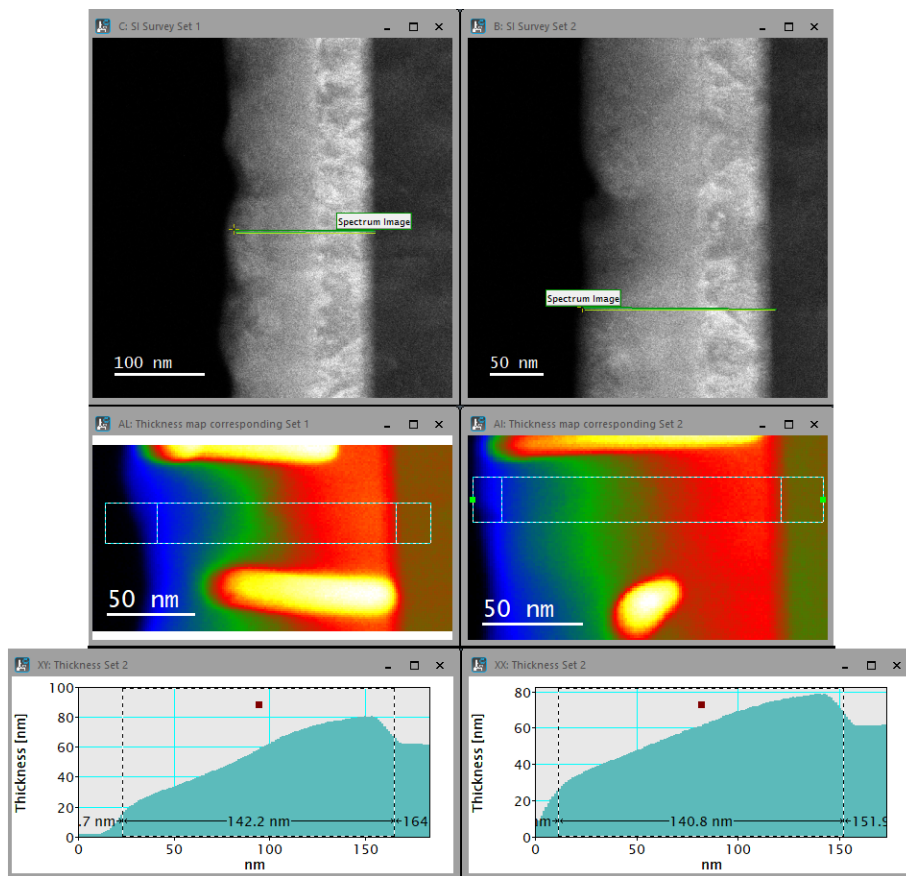 C: SI Survey Set 1
B: SI Survey Set 2
Spectrum Image
Spectrum Image
100 nm
50 nm
AL: Thickness map corresponding Set 1
AI: Thickness map corresponding Set 2
50 nm
50 nm
XY: Thickness Set 2
XX: Thickness Set 2
Thickness [nm]
100
80
60
40
20
0
.7 nm
142.2 nm
164
0
50
100
150
nm
Thickness [nm]
80
60
40
20
0
nm
140.8 nm
151.9
0
50
100
150
nm